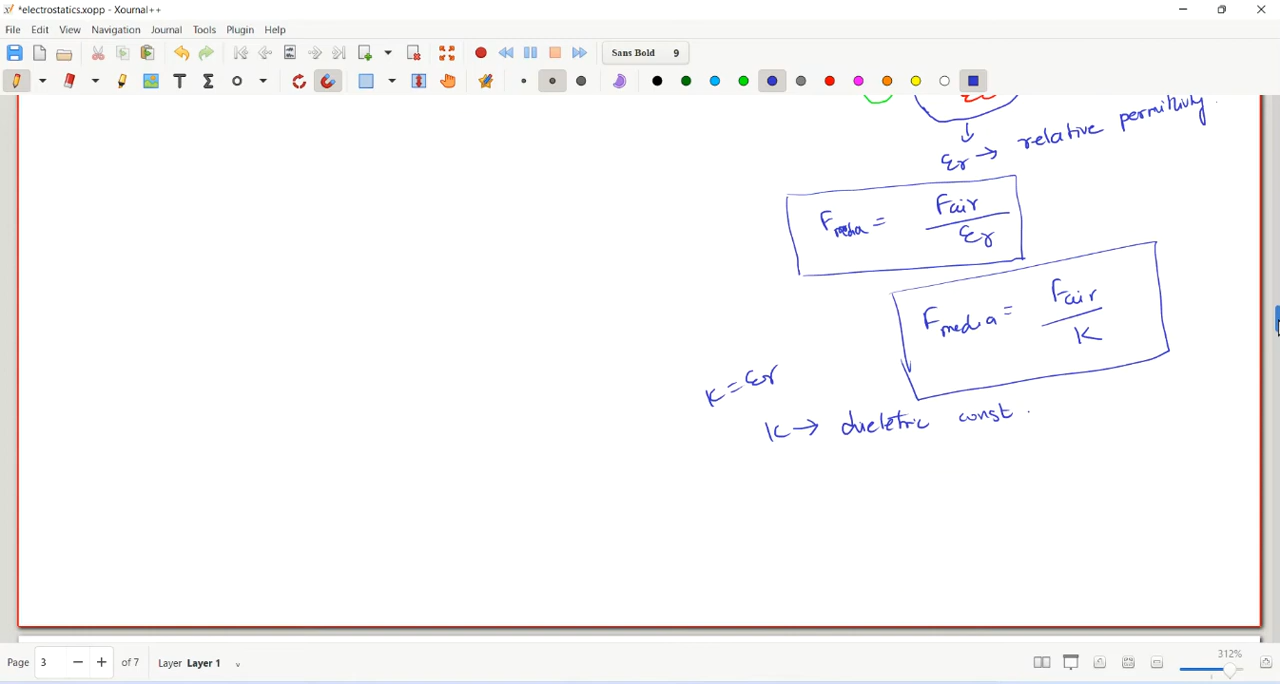 *electrostatics.xopp - Xournal++
File Edit View Navigation Journal Tools Plugin Help
Sans Bold 9
εr → relative permittivity.
Fmedia = Fair / εr
Fmedia = Fair / K
K = εr
K → dieletric const.
Page 3 of 7 Layer Layer 1 312%